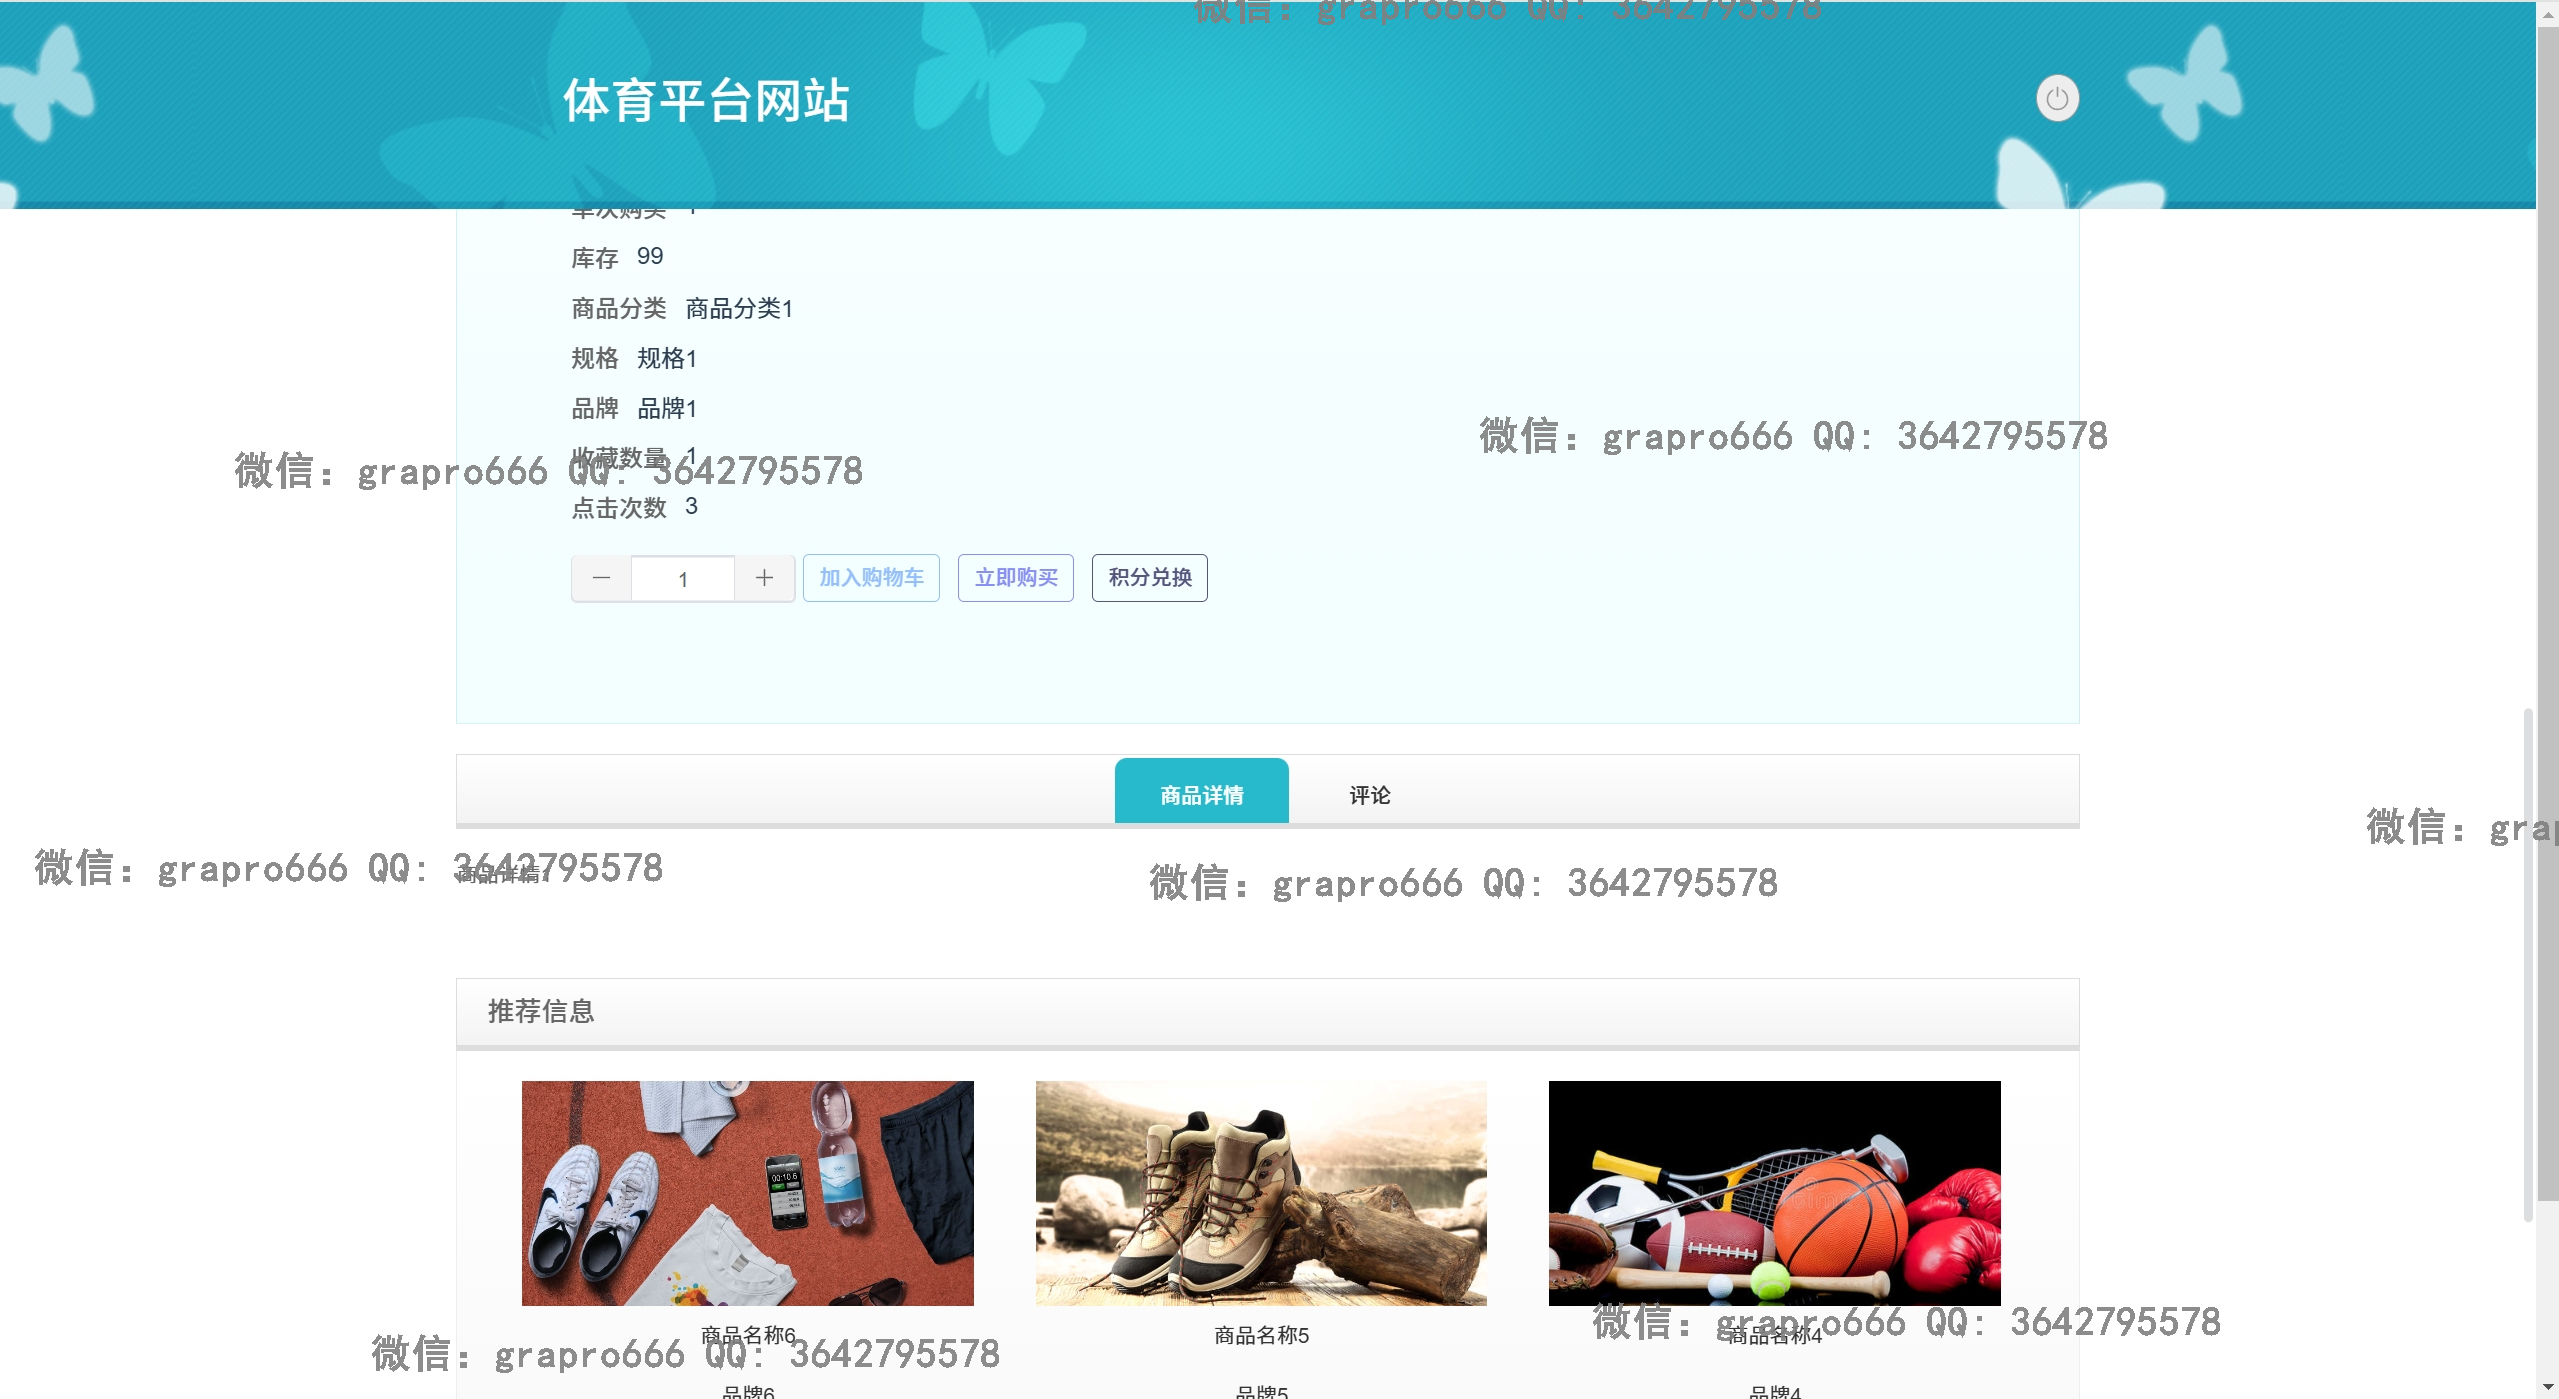 微信: grapro666 QQ: 3642795578
体育平台网站
单次购买 1
库存 99
商品分类 商品分类1
规格 规格1
品牌 品牌1
微信: grapro666 QQ: 3642795578
收藏数量 1
微信: grapro666 QQ: 3642795578
点击次数 3
1 加入购物车 立即购买 积分兑换
商品详情 评论
微信: gra
微信: grapro666 QQ: 3642795578
商品详情1
微信: grapro666 QQ: 3642795578
推荐信息
00:10.6
商品名称6 商品名称5 商品名称4
微信: grapro666 QQ: 3642795578
微信: grapro666 QQ: 3642795578
品牌6 品牌5 品牌4